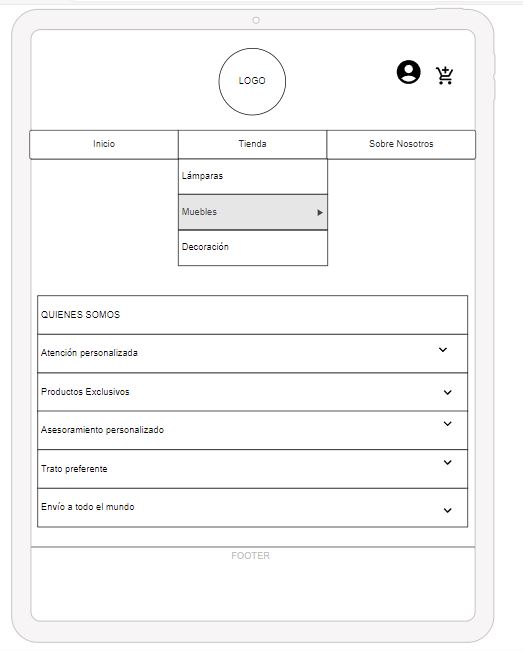 LOGO
Inicio
Tienda
Sobre Nosotros
Lámparas
Muebles
Decoración
QUIENES SOMOS
Atención personalizada
Productos Exclusivos
Asesoramiento personalizado
Trato preferente
Envío a todo el mundo
FOOTER